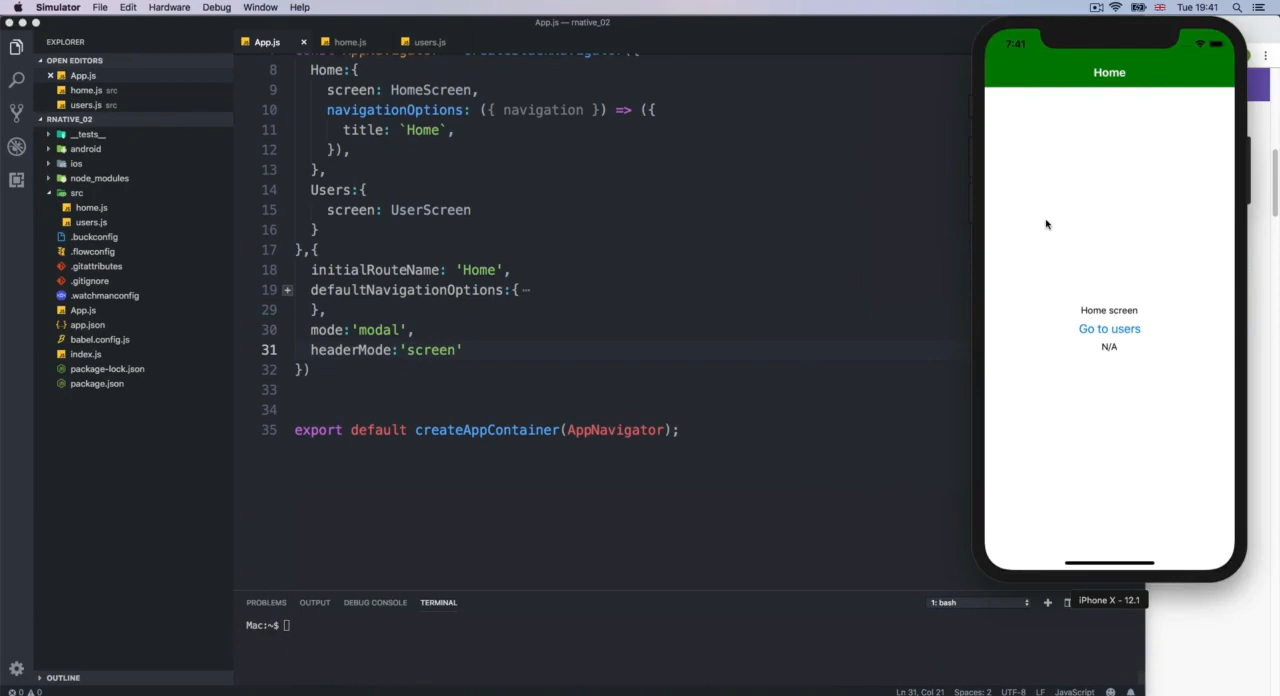 Simulator File Edit Hardware Debug Window Help
Tue 19:41
App.js — rnative_02
EXPLORER
App.js
home.js
users.js
OPEN EDITORS
App.js
home.js src
users.js src
RNATIVE_02
__tests__
android
ios
node_modules
src
home.js
users.js
.buckconfig
.flowconfig
.gitattributes
.gitignore
.watchmanconfig
App.js
app.json
babel.config.js
index.js
package-lock.json
package.json
OUTLINE
8 Home:{
9 screen: HomeScreen,
10 navigationOptions: ({ navigation }) => ({
11 title: `Home`,
12 }),
13 },
14 Users:{
15 screen: UserScreen
16 }
17 },{
18 initialRouteName: 'Home',
19 defaultNavigationOptions:{
29 },
30 mode:'modal',
31 headerMode:'screen'
32 })
33
34
35 export default createAppContainer(AppNavigator);
PROBLEMS OUTPUT DEBUG CONSOLE TERMINAL
1: bash
Mac:~$
7:41
Home
Home screen
Go to users
N/A
iPhone X - 12.1
0 0
Ln 31, Col 21 Spaces: 2 UTF-8 LF JavaScript